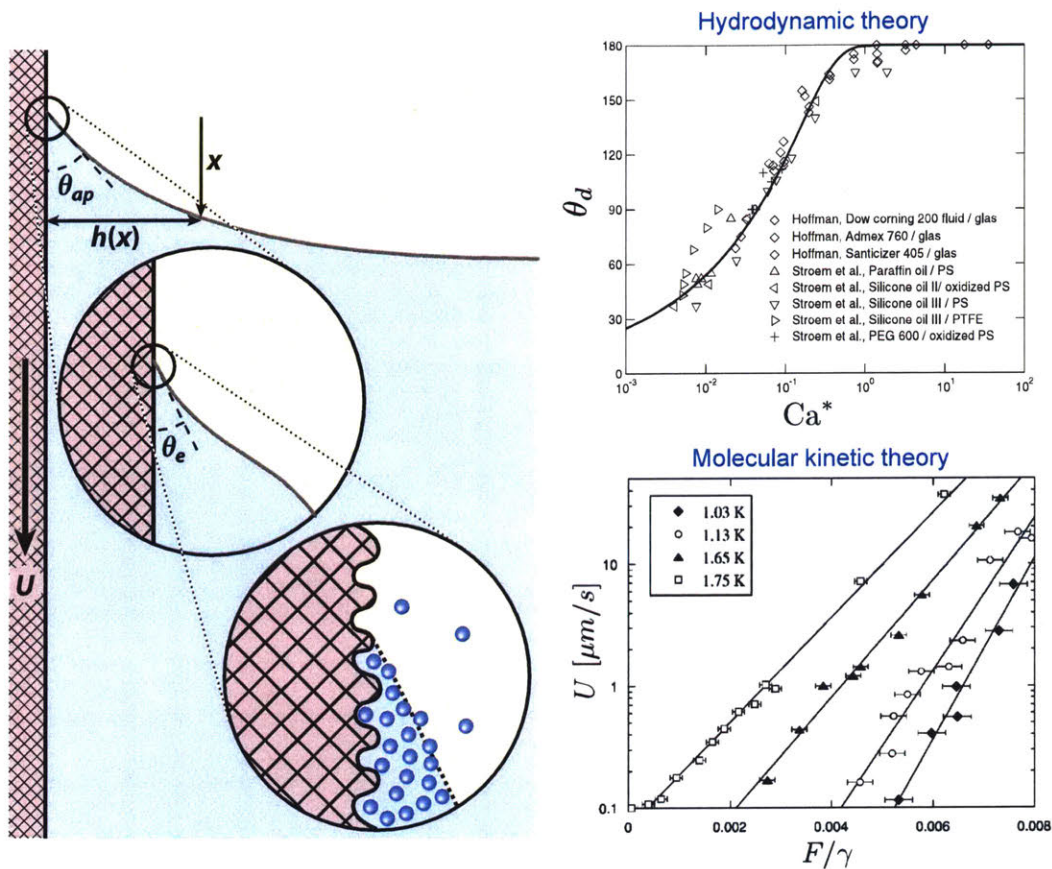 x
θap
h(x)
θe
U
Hydrodynamic theory
180
150
120
90
60
30
0
θd
Hoffman, Dow corning 200 fluid / glas
Hoffman, Admex 760 / glas
Hoffman, Santicizer 405 / glas
Stroem et al., Paraffin oil / PS
Stroem et al., Silicone oil II/ oxidized PS
Stroem et al., Silicone oil III / PS
Stroem et al., Silicone oil III / PTFE
Stroem et al., PEG 600 / oxidized PS
10⁻³ 10⁻² 10⁻¹ 10⁰ 10¹ 10²
Ca*
Molecular kinetic theory
1.03 K
1.13 K
1.65 K
1.75 K
10
1
0.1
U [μm/s]
0 0.002 0.004 0.006 0.008
F/γ